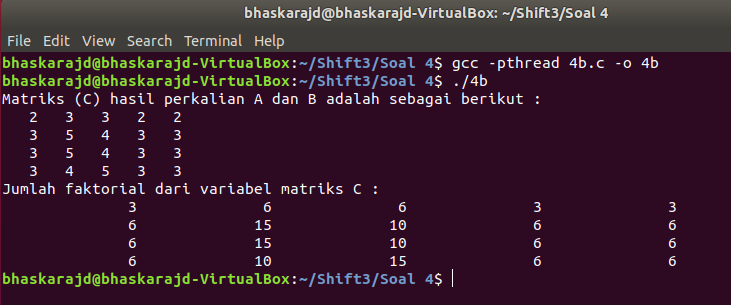 bhaskarajd@bhaskarajd-VirtualBox: ~/Shift3/Soal 4
File Edit View Search Terminal Help
bhaskarajd@bhaskarajd-VirtualBox:~/Shift3/Soal 4$ gcc -pthread 4b.c -o 4b
bhaskarajd@bhaskarajd-VirtualBox:~/Shift3/Soal 4$ ./4b
Matriks (C) hasil perkalian A dan B adalah sebagai berikut :
2 3 3 2 2
3 5 4 3 3
3 5 4 3 3
3 4 5 3 3
Jumlah faktorial dari variabel matriks C :
3 6 6 3 3
6 15 10 6 6
6 15 10 6 6
6 10 15 6 6
bhaskarajd@bhaskarajd-VirtualBox:~/Shift3/Soal 4$